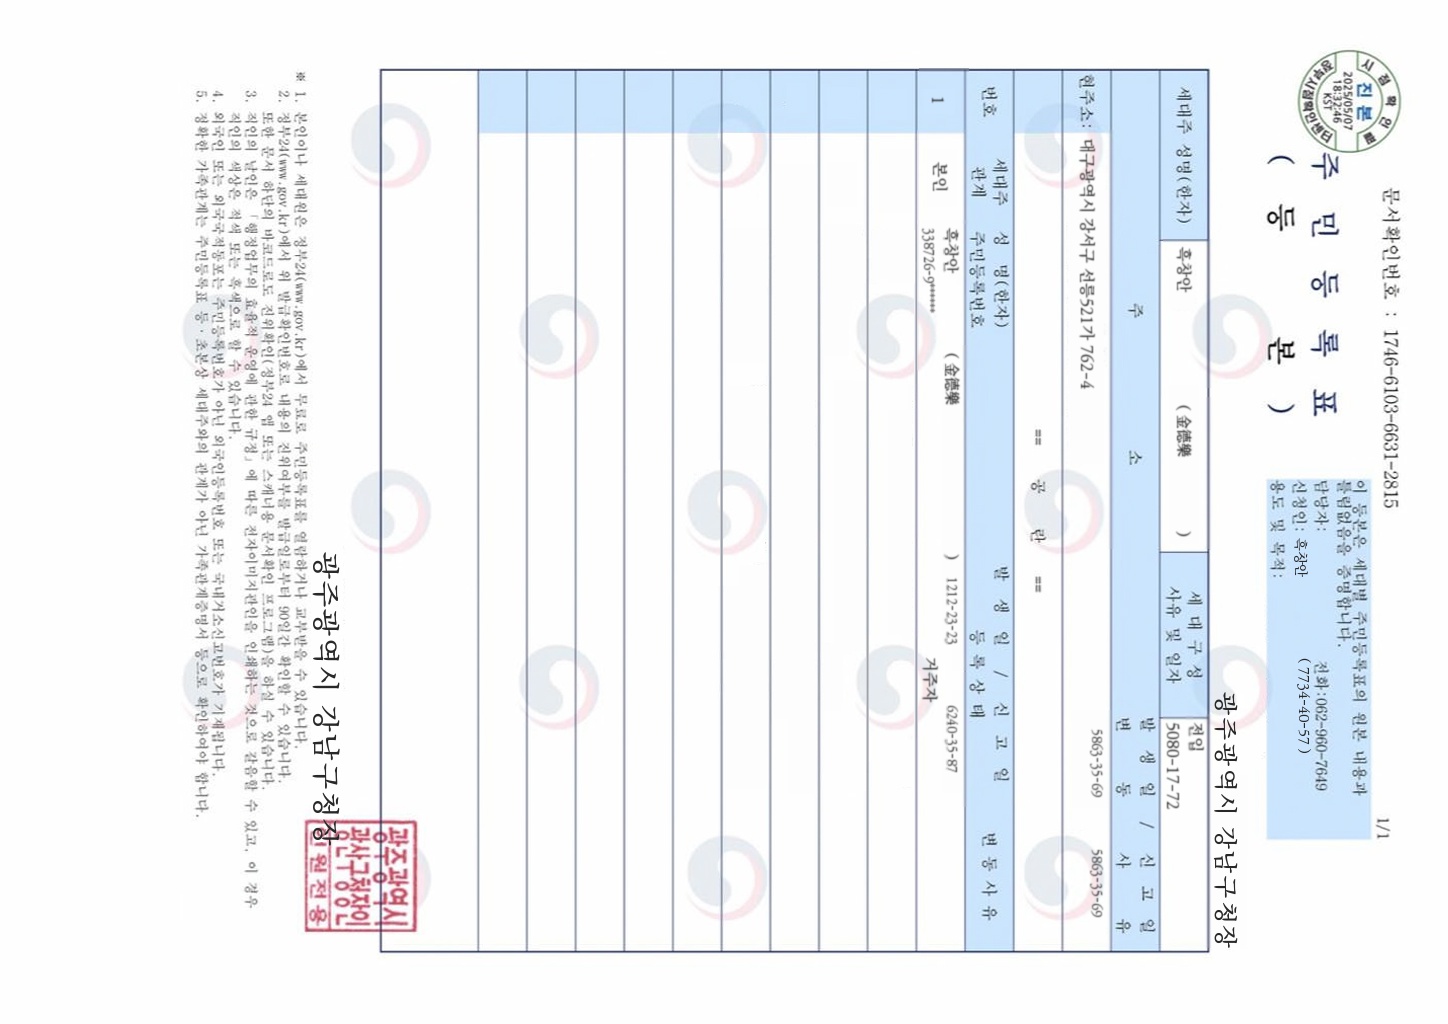 문서확인번호 : 1746-6103-6631-2815
1/1
시 점 확 인 필
진본
2025/05/07
18:32:46
KST
행정정보시점확인센터
주 민 등 록 표
( 등 본 )
이 등본은 세대별 주민등록표의 원본 내용과
틀림없음을 증명합니다.
담당자: 전화:062-960-7649
신청인: 흑창안 (7734-40-57)
용도 및 목적:
광주광역시 강남구청장
세대주 성명(한자) 흑창안 ( 金德樂 ) 세 대 구 성 사유 및 일자 전입 5080-17-72
주 소 발 생 일 / 신 고 일
변 동 사 유
현주소: 대구광역시 강서구 선릉521가 762-4 5863-35-69 5863-35-69
== 공 란 ==
번호 세대주 관계 성 명(한자) 주민등록번호 발 생 일 / 신 고 일 등 록 상 태 변 동 사 유
1 본인 흑창안 ( 金德樂 ) 1212-23-23 6240-35-87
338726-9****** 거주자
광주광역시 강남구청장
광주광역시
광산구청장인
민원전용
※ 1. 본인이나 세대원은 정부24(www.gov.kr)에서 무료로 주민등록표를 열람하거나 교부받을 수 있습니다.
2. 정부24(www.gov.kr)에서 위 발급확인번호로 내용의 진위여부를 발급일로부터 90일간 확인할 수 있습니다.
또한 문서 하단의 바코드로도 진위확인(정부24 앱 또는 스캐너용 문서확인 프로그램)을 하실 수 있습니다.
3. 직인의 날인은 「행정업무의 효율적 운영에 관한 규정」에 따른 전자이미지관인을 인쇄하는 것으로 갈음할 수 있고, 이 경우
직인의 색상은 적색 또는 흑색으로 할 수 있습니다.
4. 외국인 또는 외국국적동포는 주민등록번호가 아닌 외국인등록번호 또는 국내거소신고번호가 기재됩니다.
5. 정확한 가족관계는 주민등록표 등·초본상 세대주와의 관계가 아닌 가족관계증명서 등으로 확인하여야 합니다.